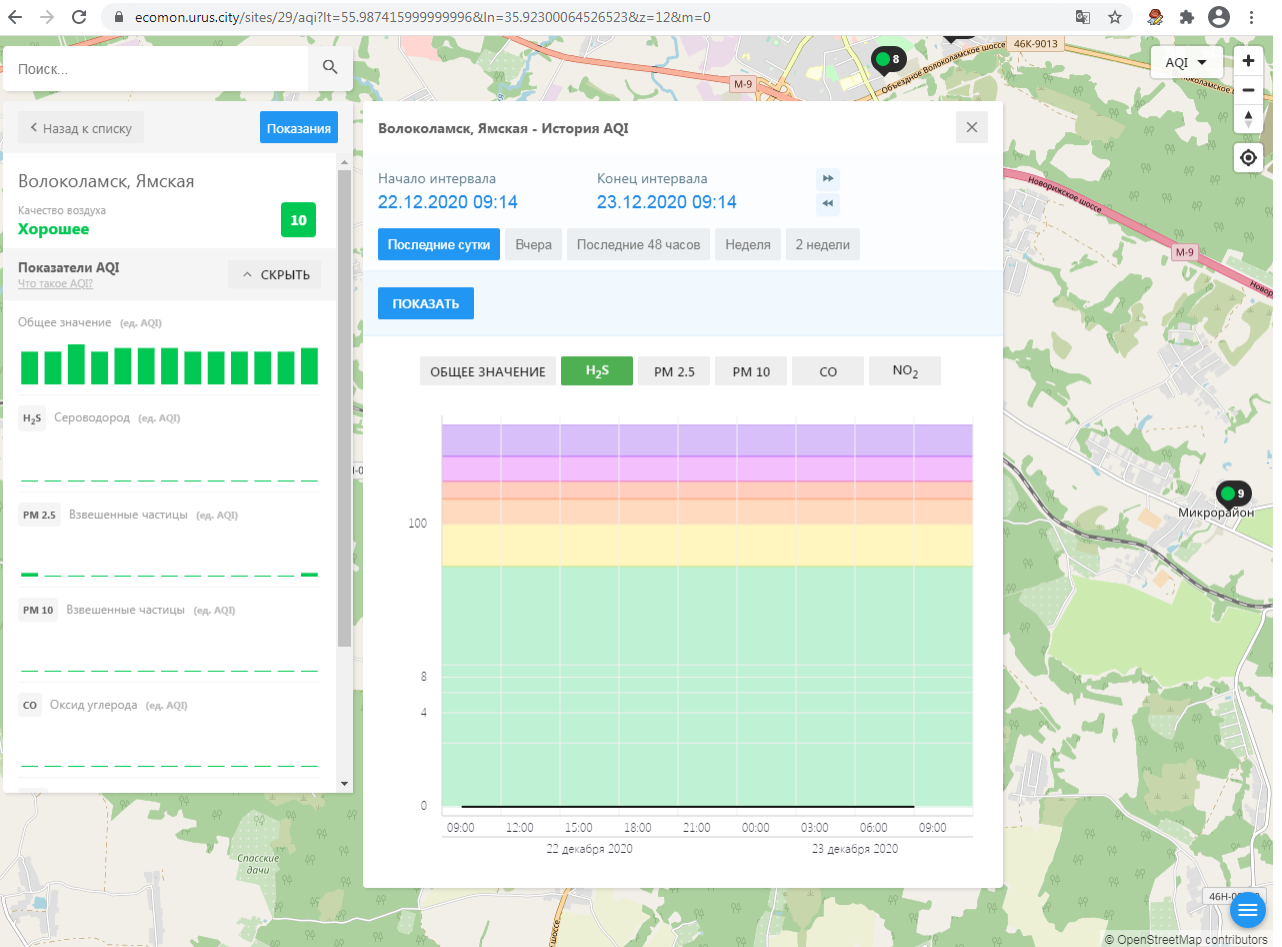 ecomon.urus.city/sites/29/aqi?lt=55.987415999999996&ln=35.92300064526523&z=12&m=0
Поиск...
8
Объездное Волоколамское шоссе
46К-9013
AQI
М-9
Назад к списку
Показания
Волоколамск, Ямская - История AQI
Волоколамск, Ямская
Качество воздуха
Хорошее
10
Начало интервала
Конец интервала
22.12.2020 09:14
23.12.2020 09:14
Новорижское шоссе
Последние сутки
Вчера
Последние 48 часов
Неделя
2 недели
М-9
Показатели AQI
Что такое AQI?
СКРЫТЬ
ПОКАЗАТЬ
Общее значение (ед. AQI)
ОБЩЕЕ ЗНАЧЕНИЕ
H2S
PM 2.5
PM 10
CO
NO2
H2S Сероводород (ед. AQI)
PM 2.5 Взвешенные частицы (ед. AQI)
PM 10 Взвешенные частицы (ед. AQI)
CO Оксид углерода (ед. AQI)
100
8
4
0
9
Микрорайон
09:00
12:00
15:00
18:00
21:00
00:00
03:00
06:00
09:00
22 декабря 2020
23 декабря 2020
Спасские
дачи
© OpenStreetMap contributors